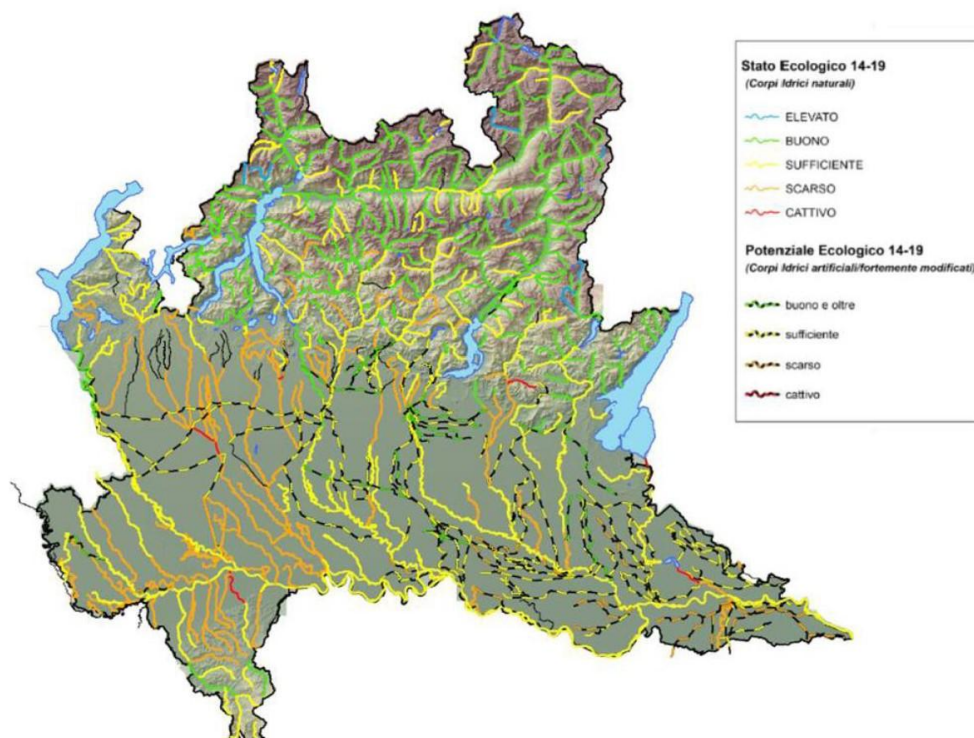 Stato Ecologico 14-19
(Corpi Idrici naturali)
ELEVATO
BUONO
SUFFICIENTE
SCARSO
CATTIVO
Potenziale Ecologico 14-19
(Corpi Idrici artificiali/fortemente modificati)
buono e oltre
sufficiente
scarso
cattivo